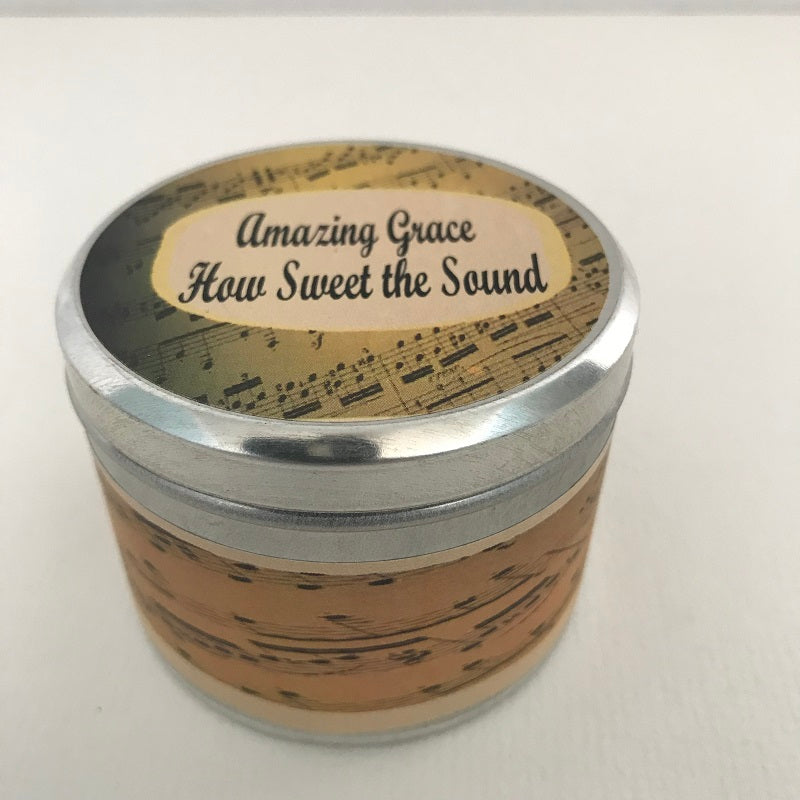 Amazing Grace
How Sweet the Sound